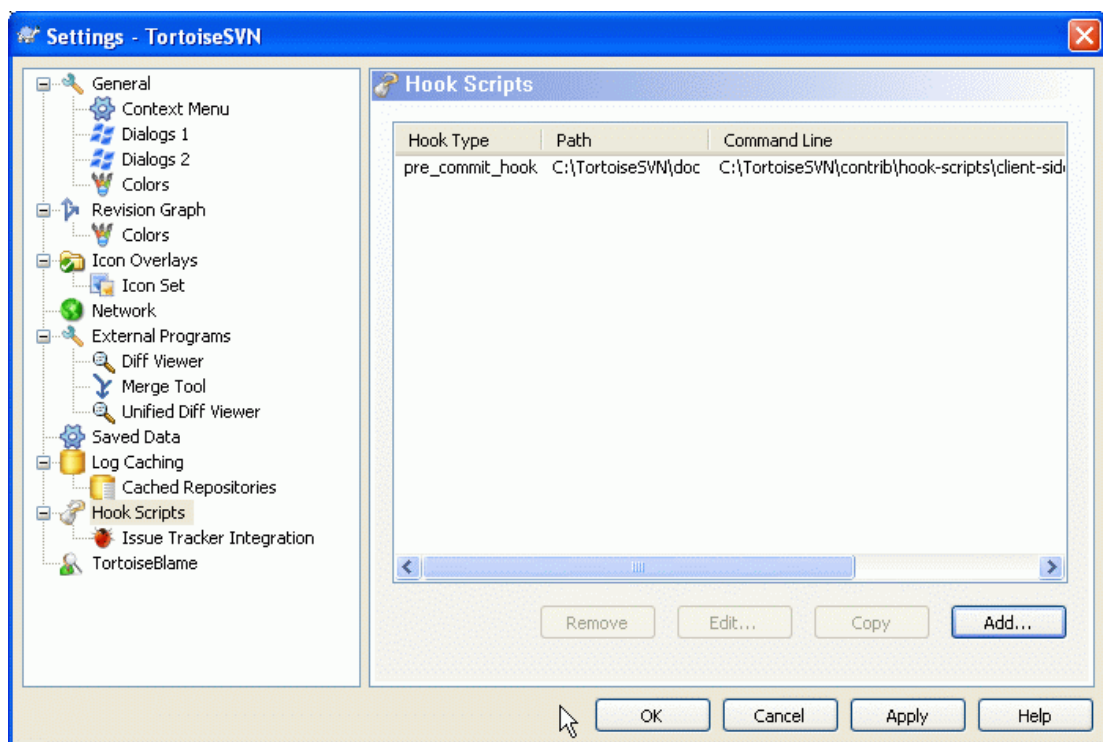 Settings - TortoiseSVN
General
Context Menu
Dialogs 1
Dialogs 2
Colors
Revision Graph
Colors
Icon Overlays
Icon Set
Network
External Programs
Diff Viewer
Merge Tool
Unified Diff Viewer
Saved Data
Log Caching
Cached Repositories
Hook Scripts
Issue Tracker Integration
TortoiseBlame
Hook Scripts
Hook Type Path Command Line
pre_commit_hook C:\TortoiseSVN\doc C:\TortoiseSVN\contrib\hook-scripts\client-side
Remove Edit... Copy Add...
OK Cancel Apply Help